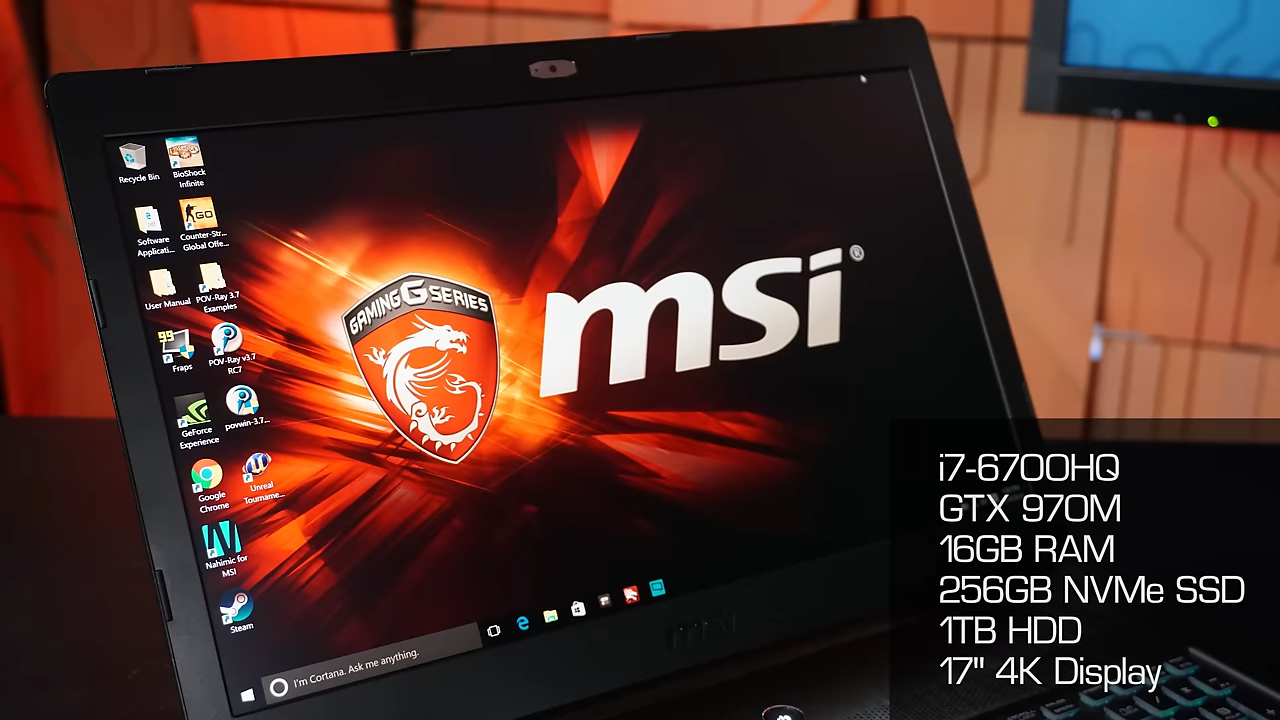 Recycle Bin
BioShock
Infinite
Software
Applicati...
GO
Counter-Str...
Global Offe...
User Manual
POV-Ray 3.7
Examples
99
Fraps
POV-Ray v3.7
RC7
GeForce
Experience
povwin-3.7...
Google
Chrome
Unreal
Tourname...
Nahimic for
MSI
Steam
GAMING G SERIES
msi®
I'm Cortana. Ask me anything.
msi
i7-6700HQ
GTX 970M
16GB RAM
256GB NVMe SSD
1TB HDD
17" 4K Display